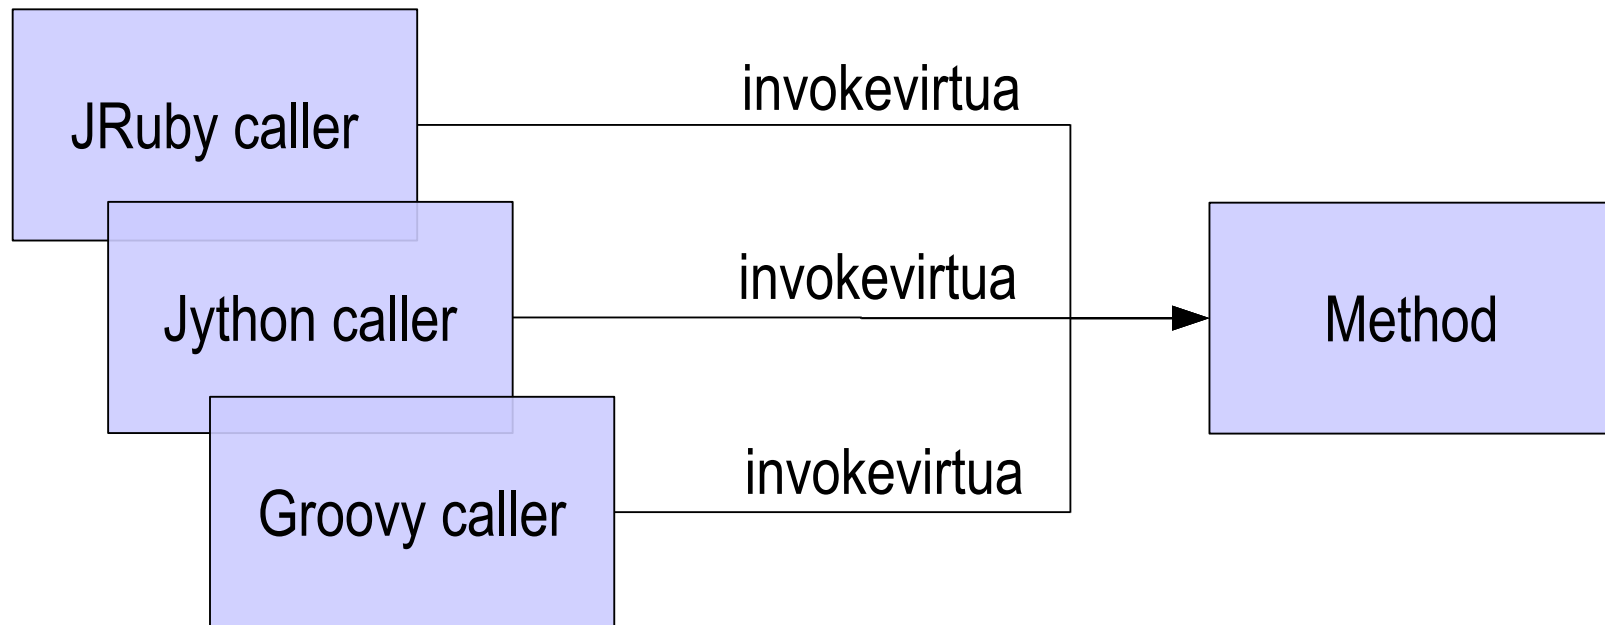 JRuby caller
invokevirtua
Jython caller
invokevirtua
Method
Groovy caller
invokevirtua